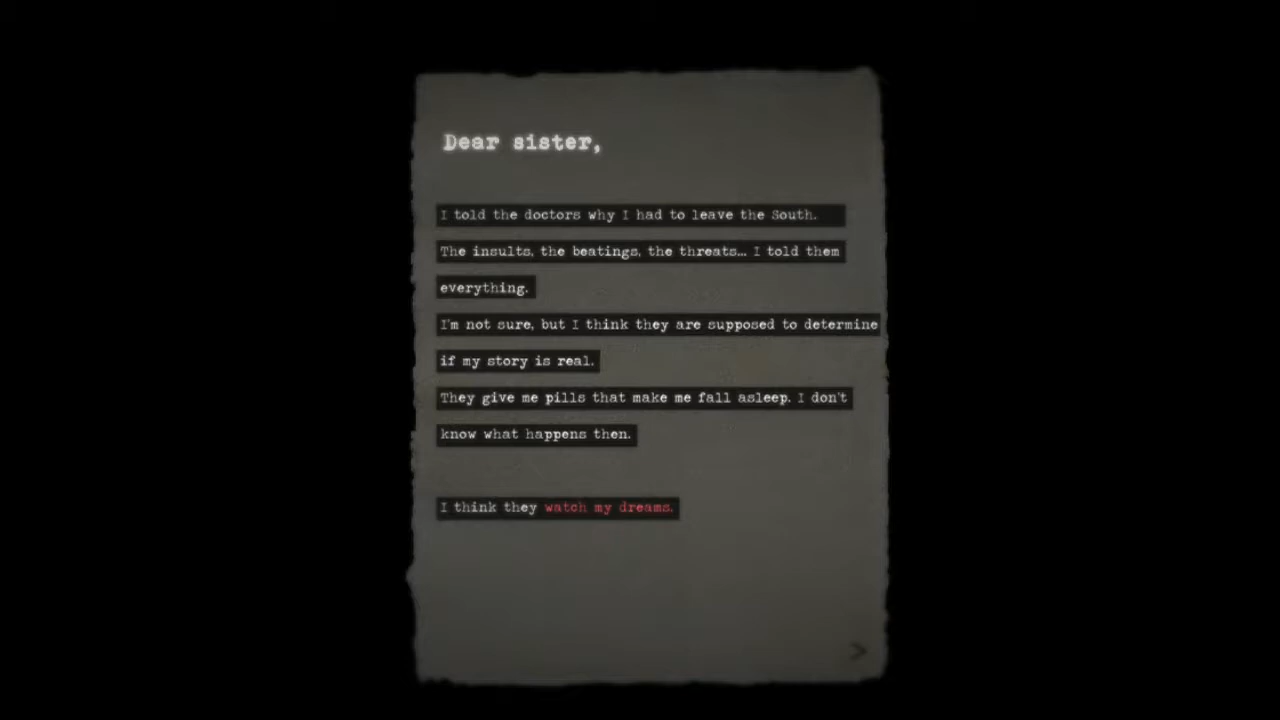 Dear sister,
I told the doctors why I had to leave the South.
The insults, the beatings, the threats... I told them
everything.
I'm not sure, but I think they are supposed to determine
if my story is real.
They give me pills that make me fall asleep. I don't
know what happens then.
I think they watch my dreams.
>